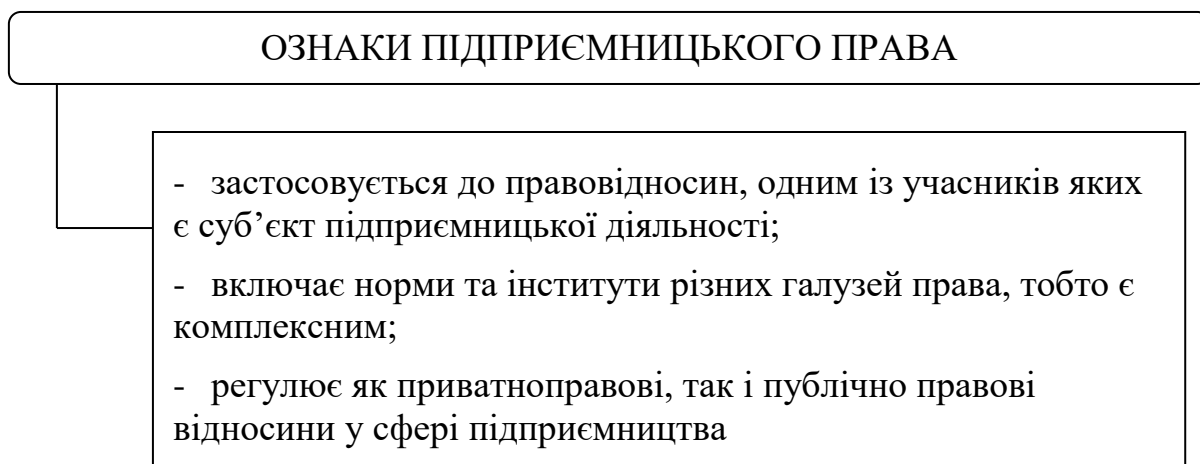 ОЗНАКИ ПІДПРИЄМНИЦЬКОГО ПРАВА
- застосовується до правовідносин, одним із учасників яких
є суб’єкт підприємницької діяльності;
- включає норми та інститути різних галузей права, тобто є
комплексним;
- регулює як приватноправові, так і публічно правові
відносини у сфері підприємництва